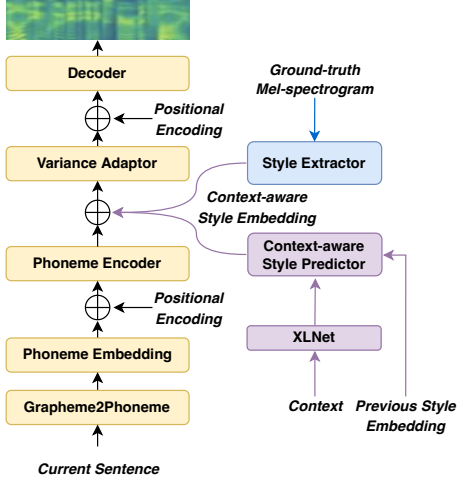 Decoder
Positional
Encoding
Variance Adaptor
Phoneme Encoder
Positional
Encoding
Phoneme Embedding
Grapheme2Phoneme
Current Sentence
Ground-truth
Mel-spectrogram
Style Extractor
Context-aware
Style Embedding
Context-aware
Style Predictor
XLNet
Context
Previous Style
Embedding